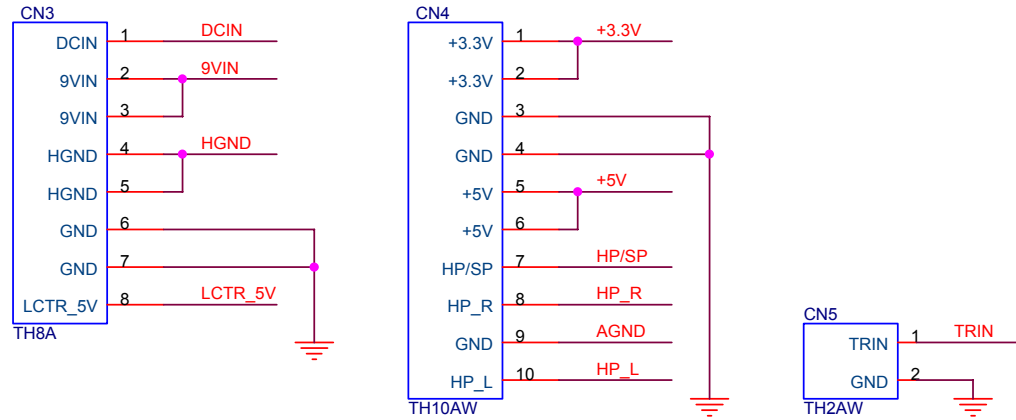 CN3
DCIN 1 DCIN
9VIN 2 9VIN
9VIN 3
HGND 4 HGND
HGND 5
GND 6
GND 7
LCTR_5V 8 LCTR_5V
TH8A
CN4
+3.3V 1 +3.3V
+3.3V 2
GND 3
GND 4
+5V 5 +5V
+5V 6
HP/SP 7 HP/SP
HP_R 8 HP_R
GND 9 AGND
HP_L 10 HP_L
TH10AW
CN5
TRIN 1 TRIN
GND 2
TH2AW